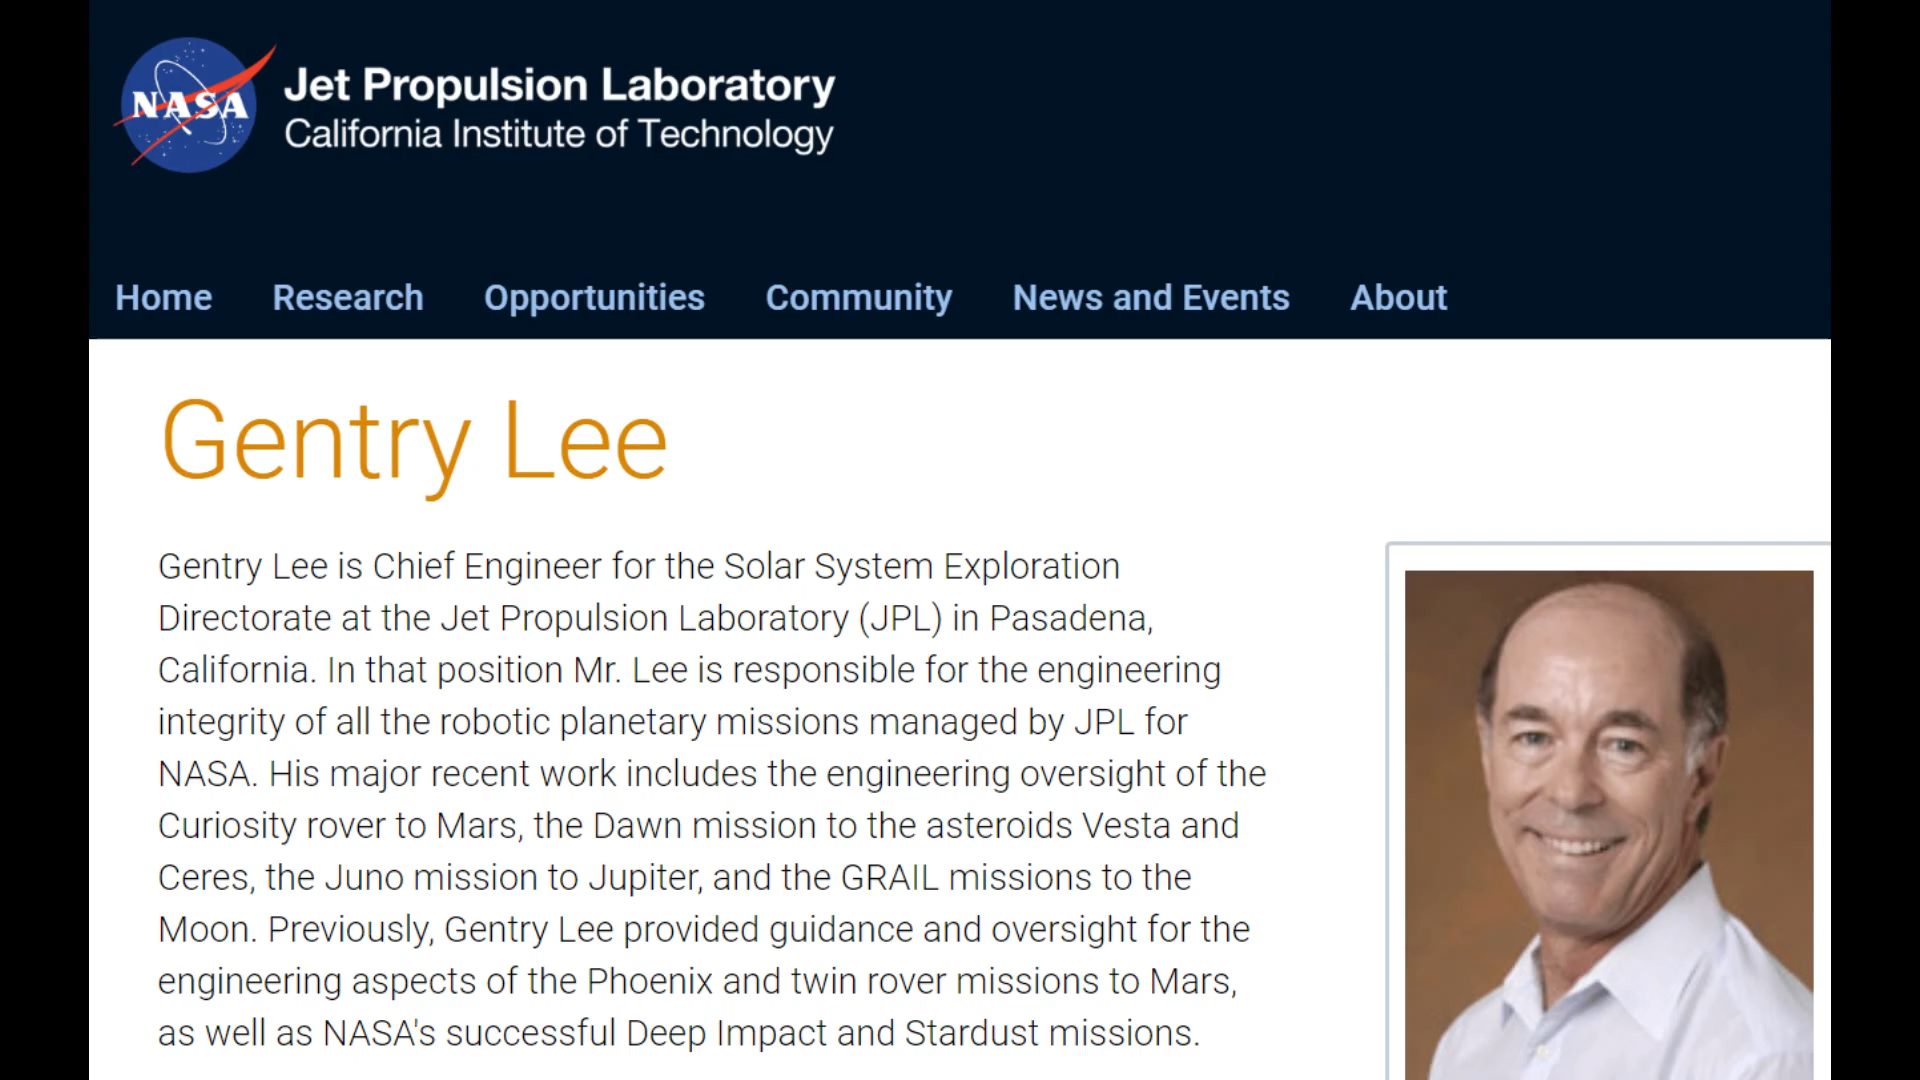 NASA
Jet Propulsion Laboratory
California Institute of Technology
Home Research Opportunities Community News and Events About
Gentry Lee
Gentry Lee is Chief Engineer for the Solar System Exploration
Directorate at the Jet Propulsion Laboratory (JPL) in Pasadena,
California. In that position Mr. Lee is responsible for the engineering
integrity of all the robotic planetary missions managed by JPL for
NASA. His major recent work includes the engineering oversight of the
Curiosity rover to Mars, the Dawn mission to the asteroids Vesta and
Ceres, the Juno mission to Jupiter, and the GRAIL missions to the
Moon. Previously, Gentry Lee provided guidance and oversight for the
engineering aspects of the Phoenix and twin rover missions to Mars,
as well as NASA's successful Deep Impact and Stardust missions.